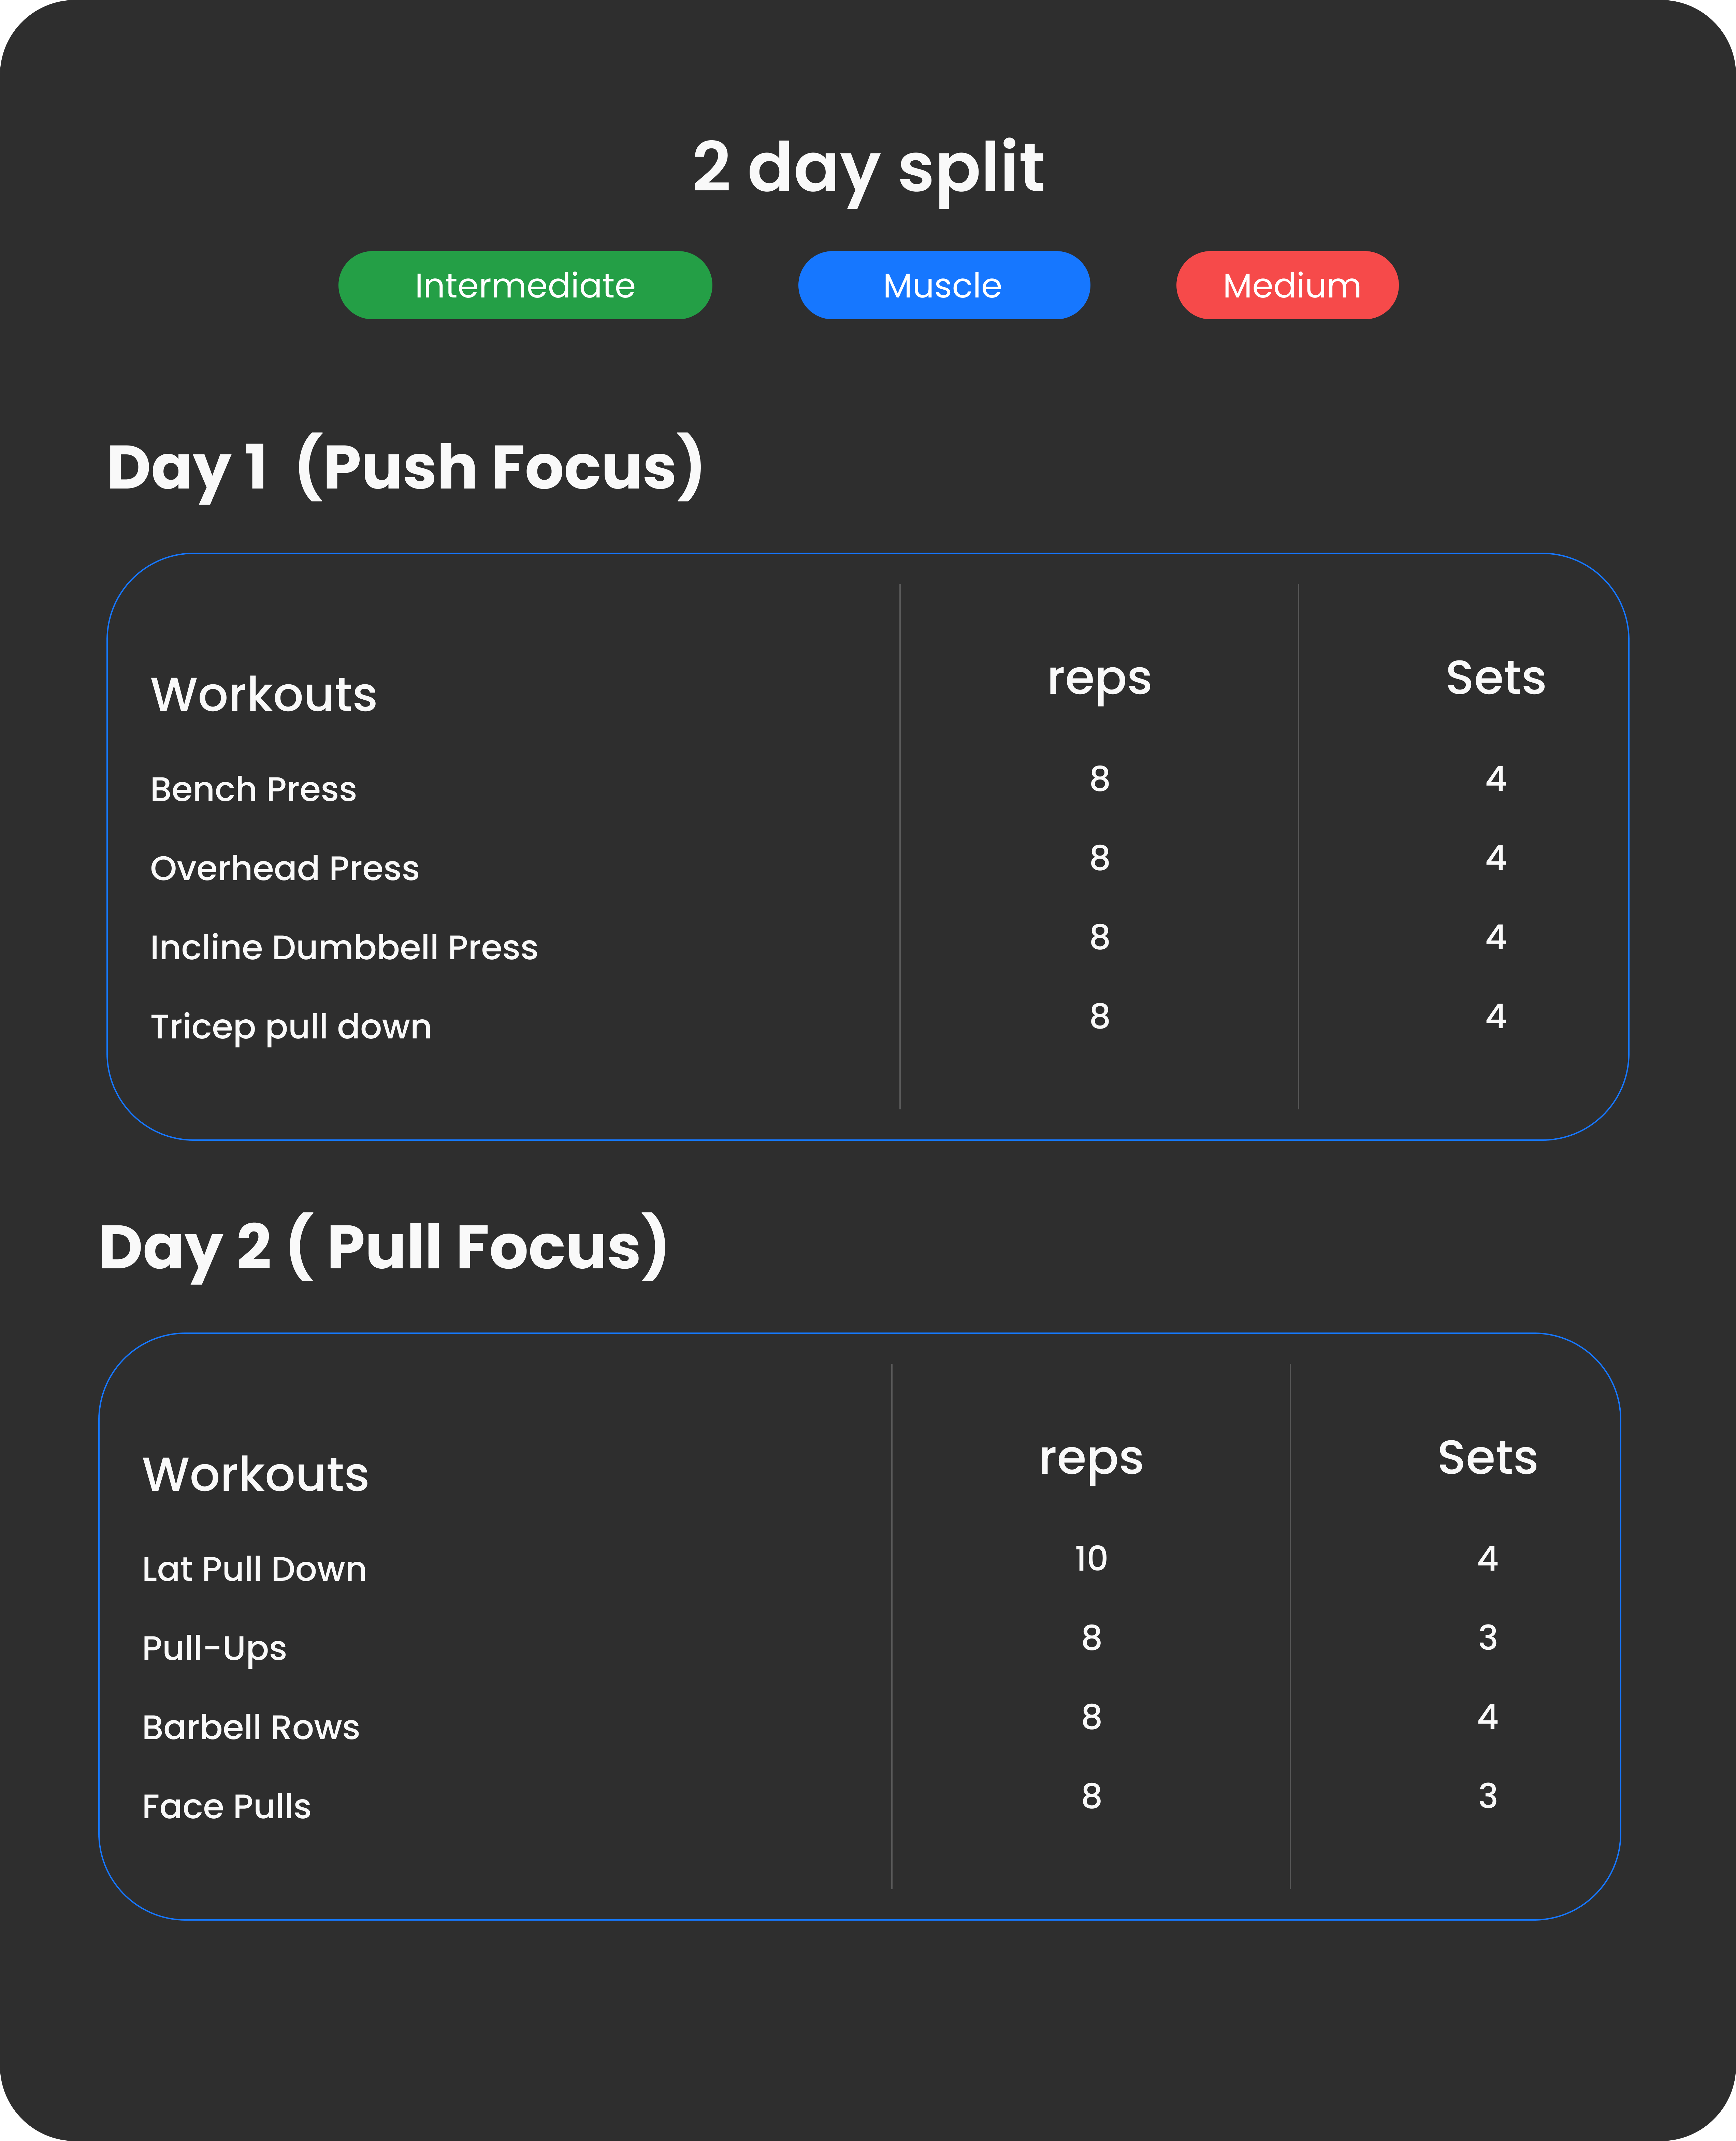 2 day split
Intermediate Muscle Medium
Day 1 (Push Focus)
Workouts reps Sets
Bench Press 8 4
Overhead Press 8 4
Incline Dumbbell Press 8 4
Tricep pull down 8 4
Day 2 ( Pull Focus)
Workouts reps Sets
Lat Pull Down 10 4
Pull-Ups 8 3
Barbell Rows 8 4
Face Pulls 8 3